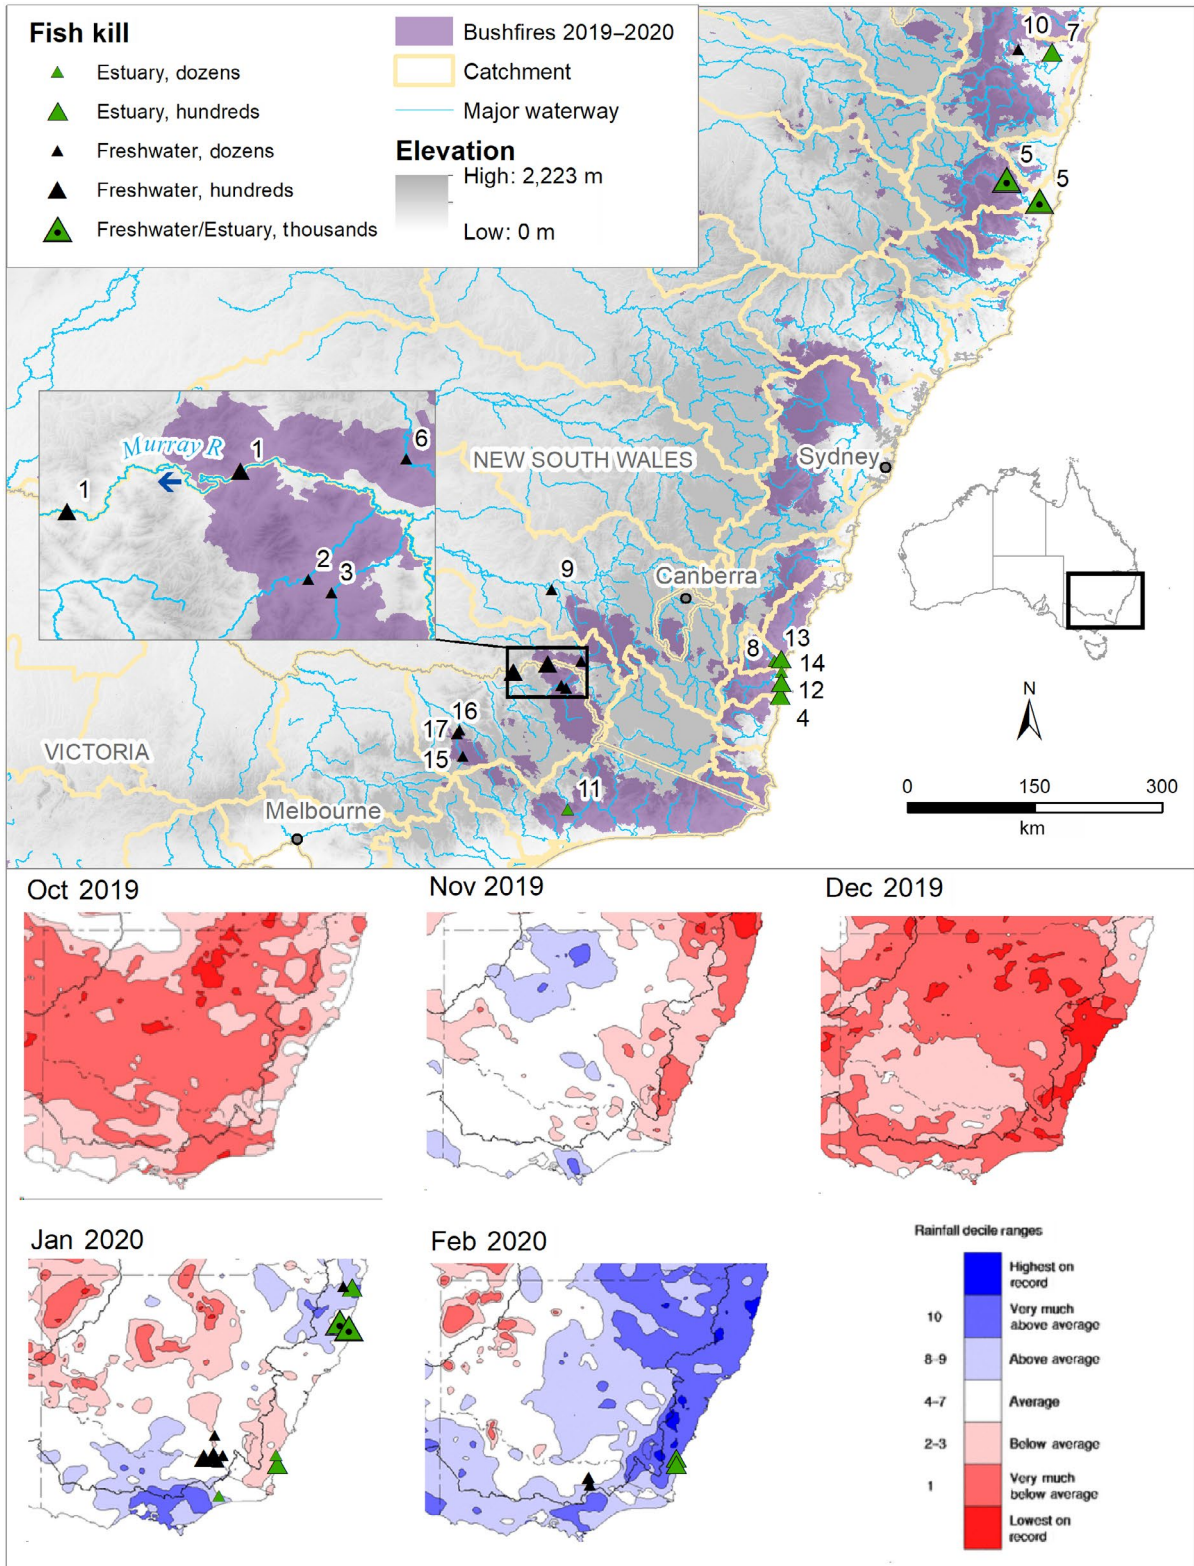 Fish kill
Estuary, dozens
Estuary, hundreds
Freshwater, dozens
Freshwater, hundreds
Freshwater/Estuary, thousands
Bushfires 2019–2020
Catchment
Major waterway
Elevation
High: 2,223 m
Low: 0 m
10
7
5
5
Murray R
1
1
6
2
3
NEW SOUTH WALES
Sydney
9
Canberra
8
13
14
12
4
16
17
15
VICTORIA
11
Melbourne
N
0 150 300
km
Oct 2019
Nov 2019
Dec 2019
Jan 2020
Feb 2020
Rainfall decile ranges
Highest on
record
10
Very much
above average
8–9
Above average
4–7
Average
2–3
Below average
1
Very much
below average
Lowest on
record